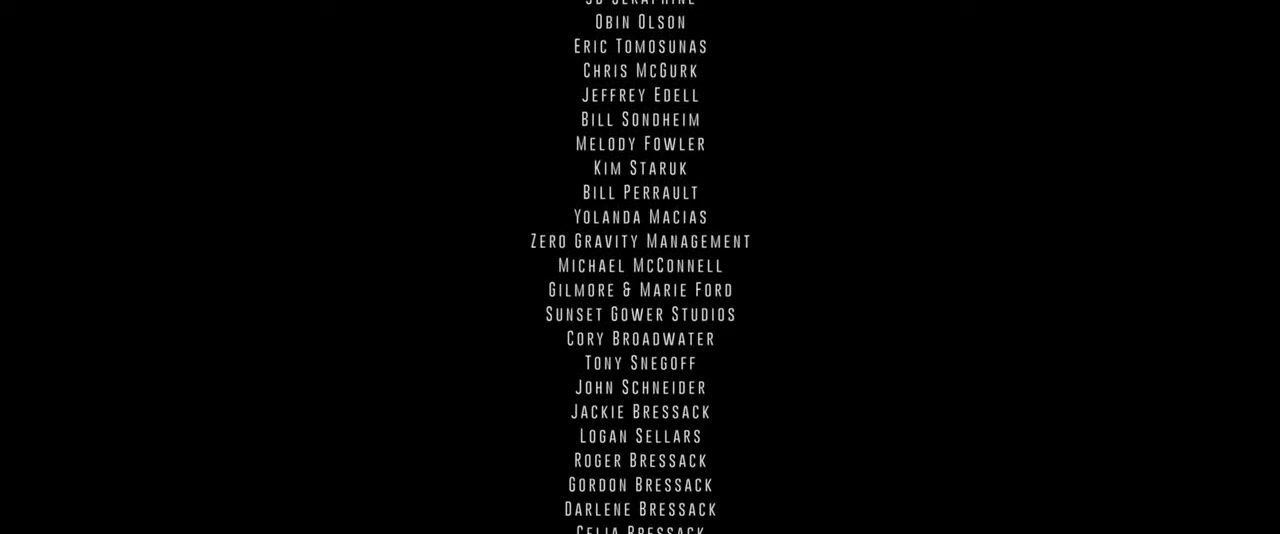 Obin Olson
Eric Tomosunas
Chris McGurk
Jeffrey Edell
Bill Sondheim
Melody Fowler
Kim Staruk
Bill Perrault
Yolanda Macias
Zero Gravity Management
Michael McConnell
Gilmore & Marie Ford
Sunset Gower Studios
Cory Broadwater
Tony Snegoff
John Schneider
Jackie Bressack
Logan Sellars
Roger Bressack
Gordon Bressack
Darlene Bressack
Celia Bressack